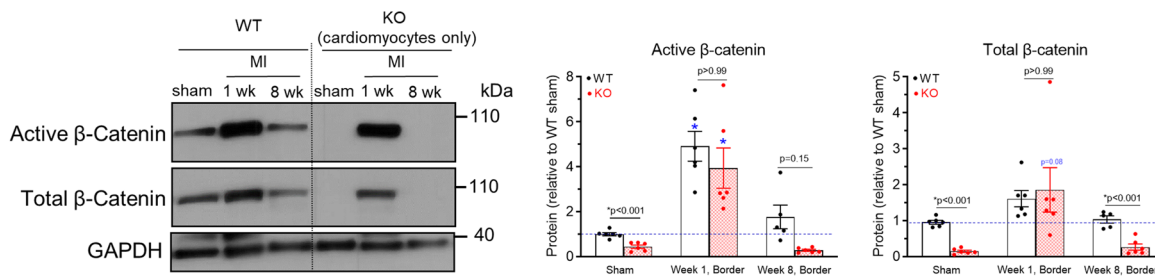 WT
KO
(cardiomyocytes only)
MI
MI
sham 1 wk 8 wk sham 1 wk 8 wk kDa
Active β-Catenin
110
Total β-Catenin
110
GAPDH
40
Active β-catenin
Protein (relative to WT sham)
8
6
4
2
0
WT
KO
p>0.99
*
*
p=0.15
*p<0.001
Sham
Week 1, Border
Week 8, Border
Total β-catenin
Protein (relative to WT sham)
5
4
3
2
1
0
WT
KO
p>0.99
p=0.08
*p<0.001
*p<0.001
Sham
Week 1, Border
Week 8, Border